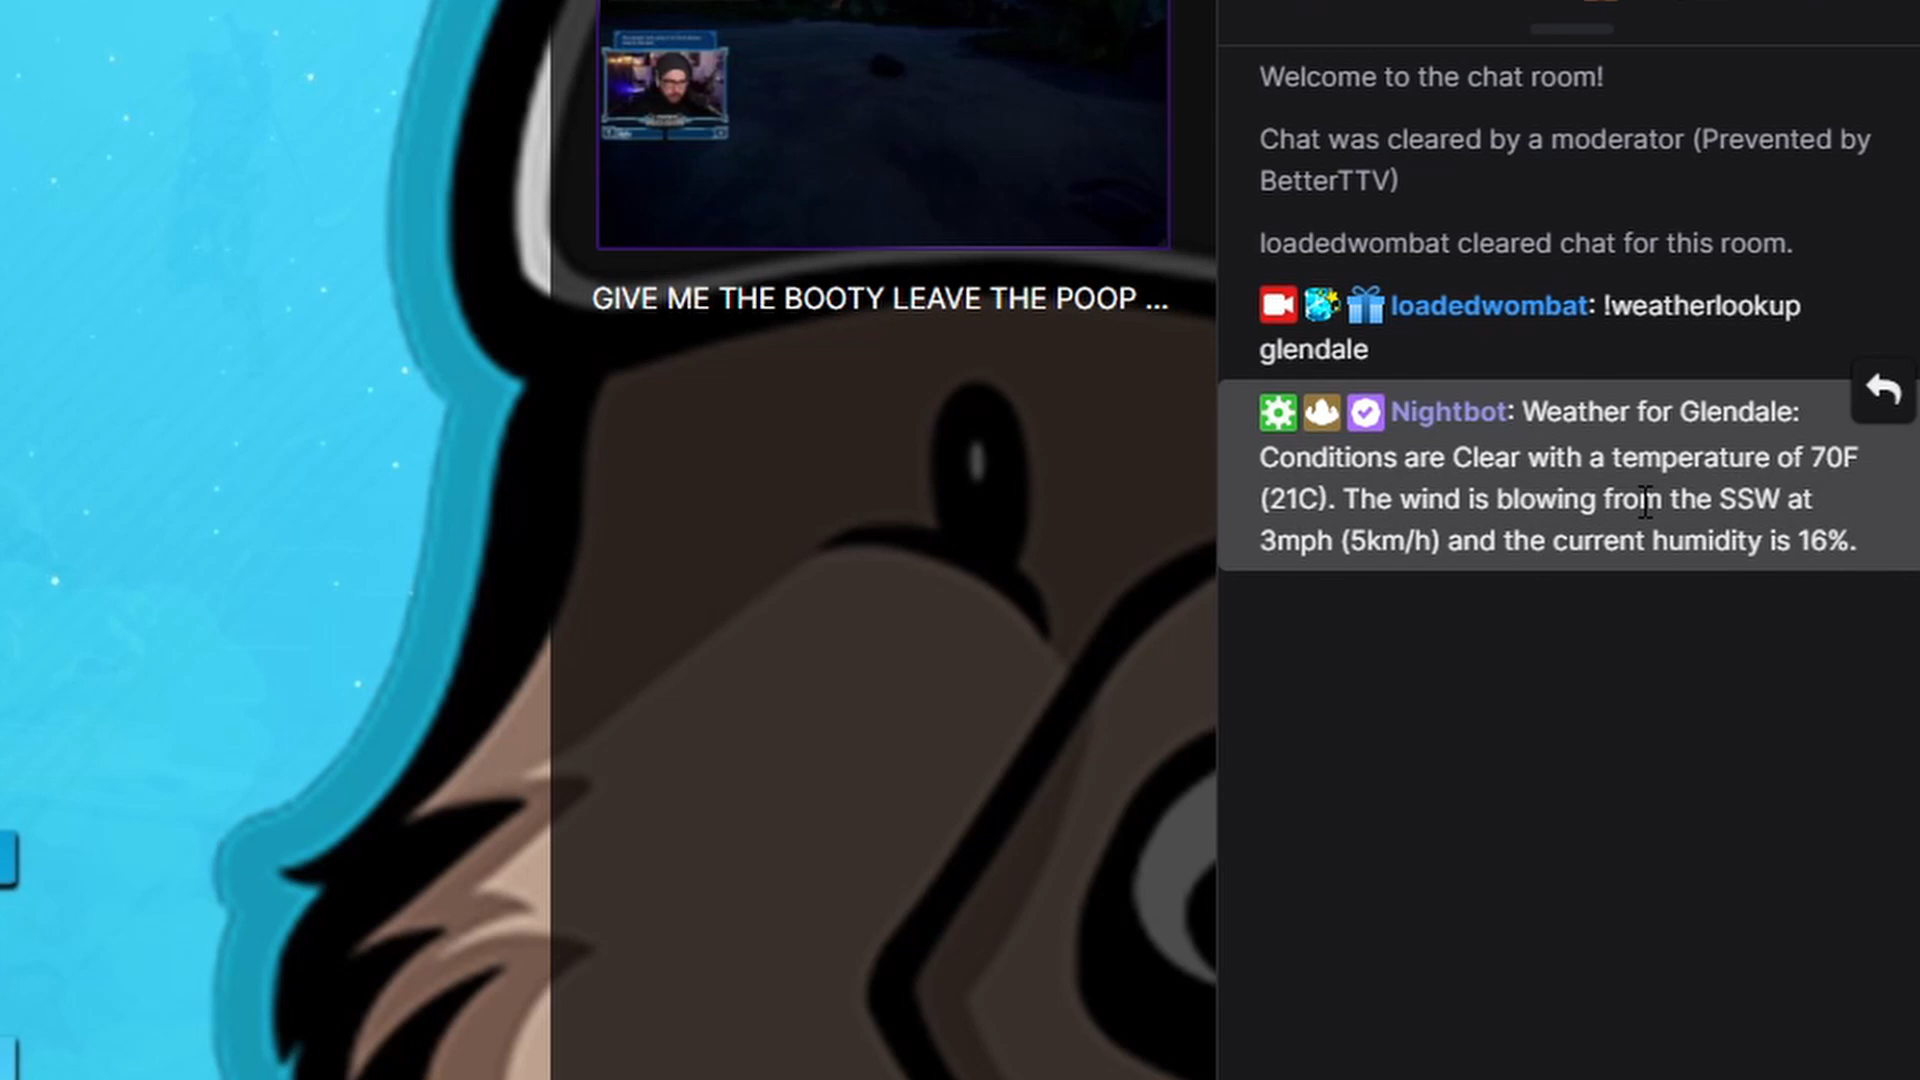 GIVE ME THE BOOTY LEAVE THE POOP ...
Welcome to the chat room!
Chat was cleared by a moderator (Prevented by
BetterTTV)
loadedwombat cleared chat for this room.
loadedwombat: !weatherlookup
glendale
Nightbot: Weather for Glendale:
Conditions are Clear with a temperature of 70F
(21C). The wind is blowing from the SSW at
3mph (5km/h) and the current humidity is 16%.